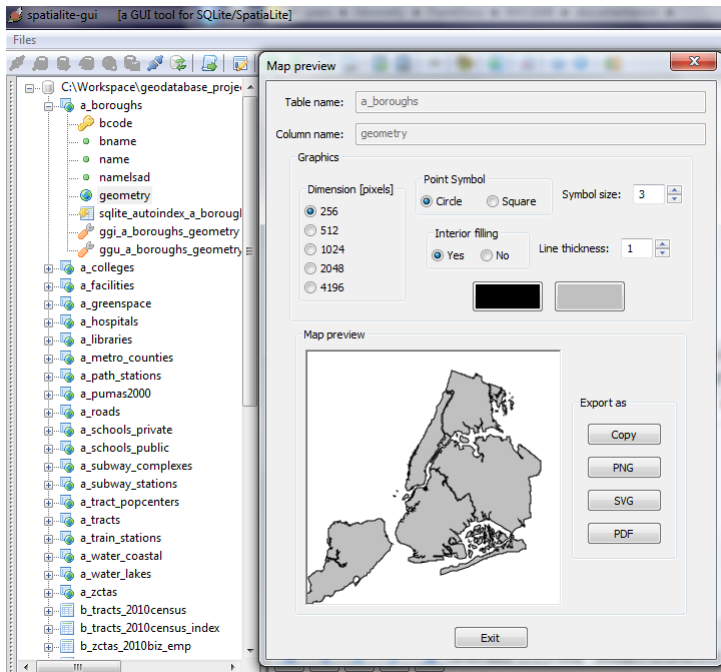 spatialite-gui [a GUI tool for SQLite/SpatiaLite]
Files
C:\Workspace\geodatabase_proje
a_boroughs
bcode
bname
name
namelsad
geometry
sqlite_autoindex_a_borougl
ggi_a_boroughs_geometry
ggu_a_boroughs_geometry
a_colleges
a_facilities
a_greenspace
a_hospitals
a_libraries
a_metro_counties
a_path_stations
a_pumas2000
a_roads
a_schools_private
a_schools_public
a_subway_complexes
a_subway_stations
a_tract_popcenters
a_tracts
a_train_stations
a_water_coastal
a_water_lakes
a_zctas
b_tracts_2010census
b_tracts_2010census_index
b_zctas_2010biz_emp
Map preview
Table name: a_boroughs
Column name: geometry
Graphics
Dimension [pixels]
256
512
1024
2048
4196
Point Symbol
Circle Square
Symbol size: 3
Interior filling
Yes No
Line thickness: 1
Map preview
Export as
Copy
PNG
SVG
PDF
Exit